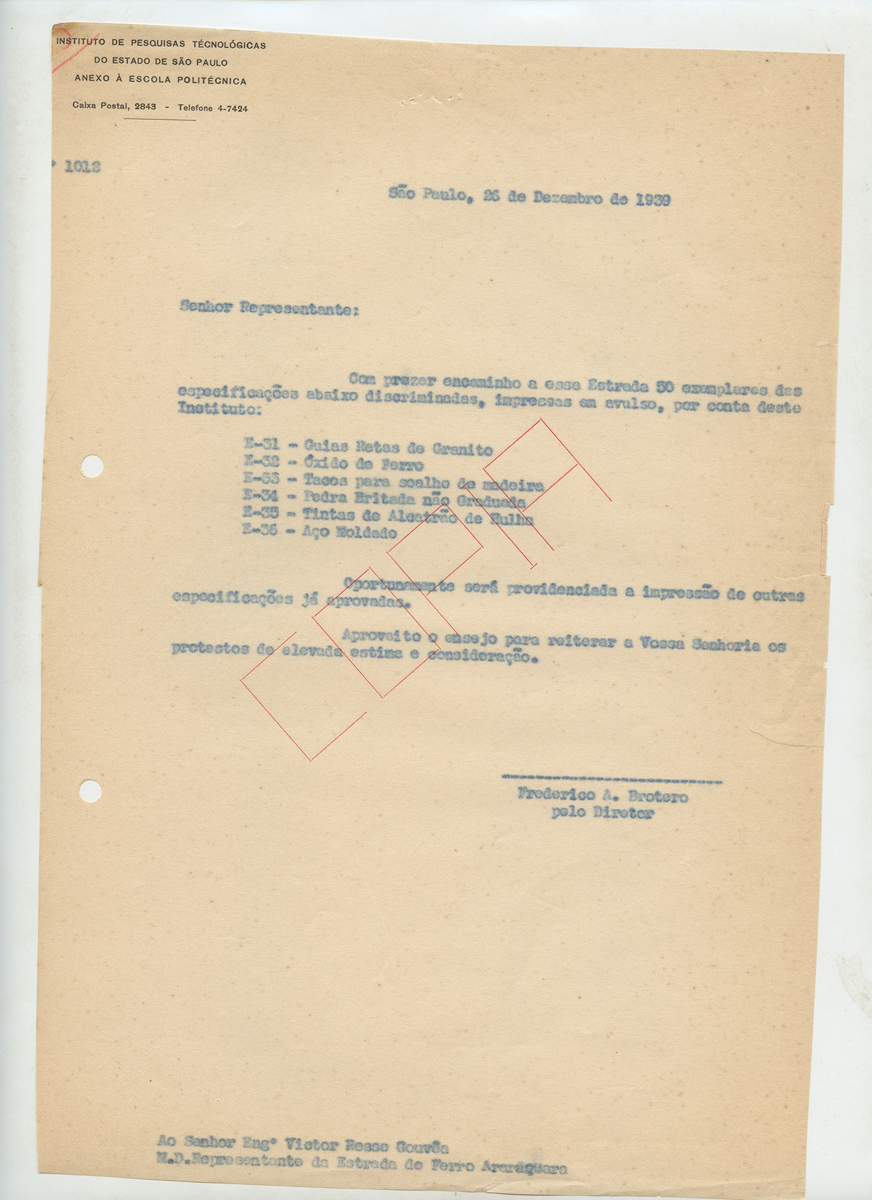 INSTITUTO DE PESQUISAS TÉCNOLÓGICAS
DO ESTADO DE SÃO PAULO
ANEXO À ESCOLA POLITÉCNICA
Caixa Postal, 2843 - Telefone 4-7424
º 1012
São Paulo, 26 de Dezembro de 1939
Senhor Representante:
Com prazer encaminho a essa Estrada 50 exemplares das
especificações abaixo discriminadas, impressas em avulso, por conta deste
Instituto:
E-31 - Guias Retas de Granito
E-32 - Óxido de Ferro
E-33 - Tacos para soalho de madeira
E-34 - Pedra Britada não Graduada
E-35 - Tintas de Alcatrão de Hulha
E-36 - Aço Moldado
Oportunamente será providenciada a impressão de outras
especificações já aprovadas.
Aproveito o ensejo para reiterar a Vossa Senhoria os
protestos de elevada estima e consideração.
Frederico A. Brotero
pelo Diretor
COPIA
Ao Senhor Engº Victor Resse Gouvêa
M.D.Representante da Estrada de Ferro Araraquara